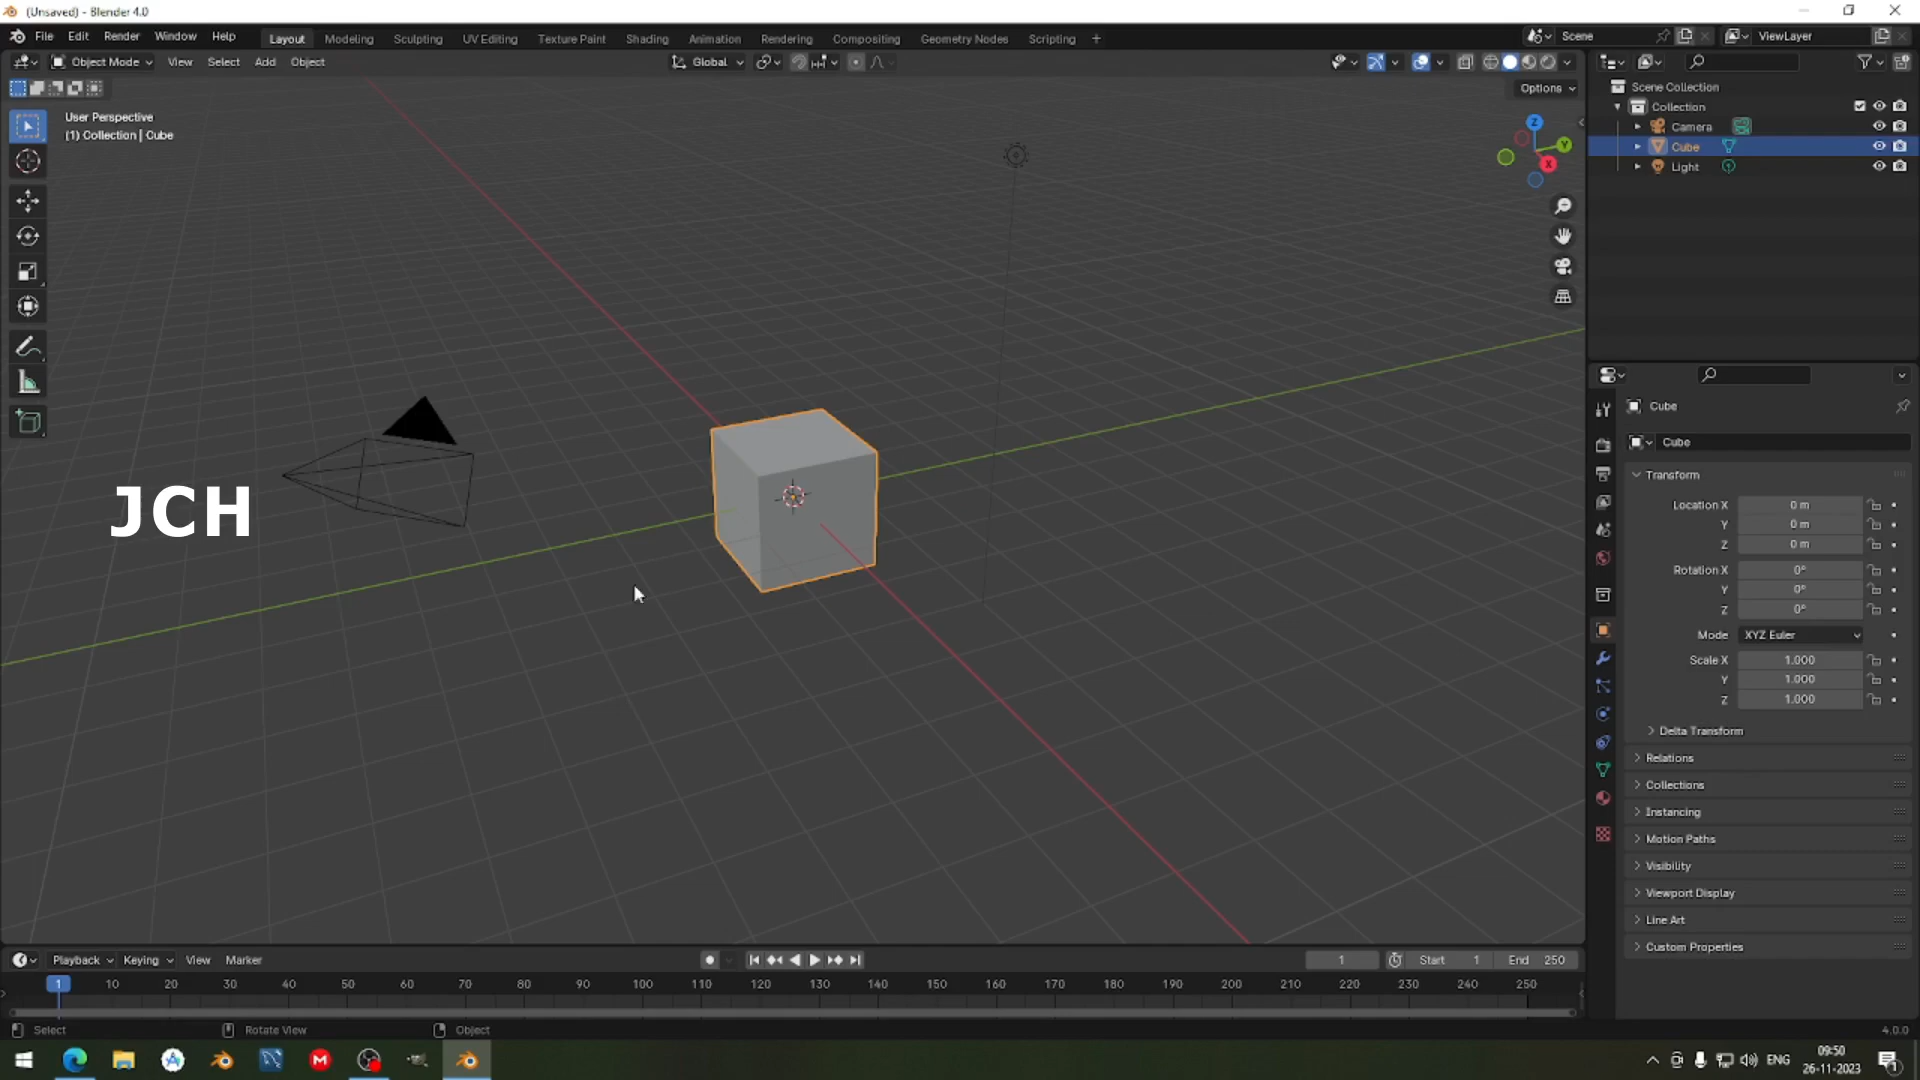 (Unsaved) - Blender 4.0
File Edit Render Window Help Layout Modeling Sculpting UV Editing Texture Paint Shading Animation Rendering Compositing Geometry Nodes Scripting + Scene ViewLayer
Object Mode View Select Add Object Global
Options
User Perspective
(1) Collection | Cube
Z
Y
X
Scene Collection
Collection
Camera
Cube
Light
JCH
Cube
Cube
Transform
Location X 0 m
Y 0 m
Z 0 m
Rotation X 0°
Y 0°
Z 0°
Mode XYZ Euler
Scale X 1.000
Y 1.000
Z 1.000
Delta Transform
Relations
Collections
Instancing
Motion Paths
Visibility
Viewport Display
Line Art
Custom Properties
Playback Keying View Marker 1 Start 1 End 250
1 10 20 30 40 50 60 70 80 90 100 110 120 130 140 150 160 170 180 190 200 210 220 230 240 250
Select Rotate View Object 4.0.0
M ENG 09:50
26-11-2023 1